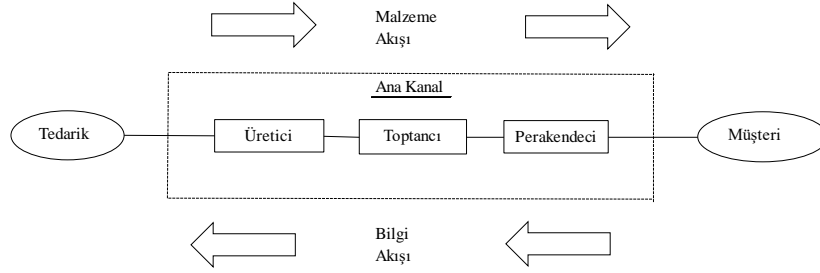 Malzeme
Akışı
Ana Kanal
Tedarik
Üretici
Toptancı
Perakendeci
Müşteri
Bilgi
Akışı